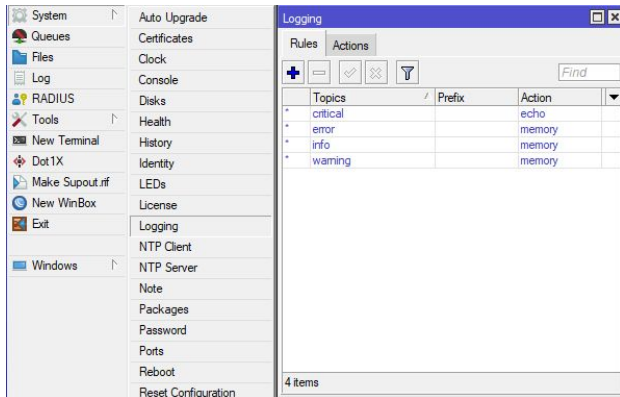 System
Queues
Files
Log
RADIUS
Tools
New Terminal
Dot1X
Make Supout.rif
New WinBox
Exit
Windows
Auto Upgrade
Certificates
Clock
Console
Disks
Health
History
Identity
LEDs
License
Logging
NTP Client
NTP Server
Note
Packages
Password
Ports
Reboot
Reset Configuration
Logging
Rules Actions
Find
Topics / Prefix Action
* critical echo
* error memory
* info memory
* warning memory
4 items